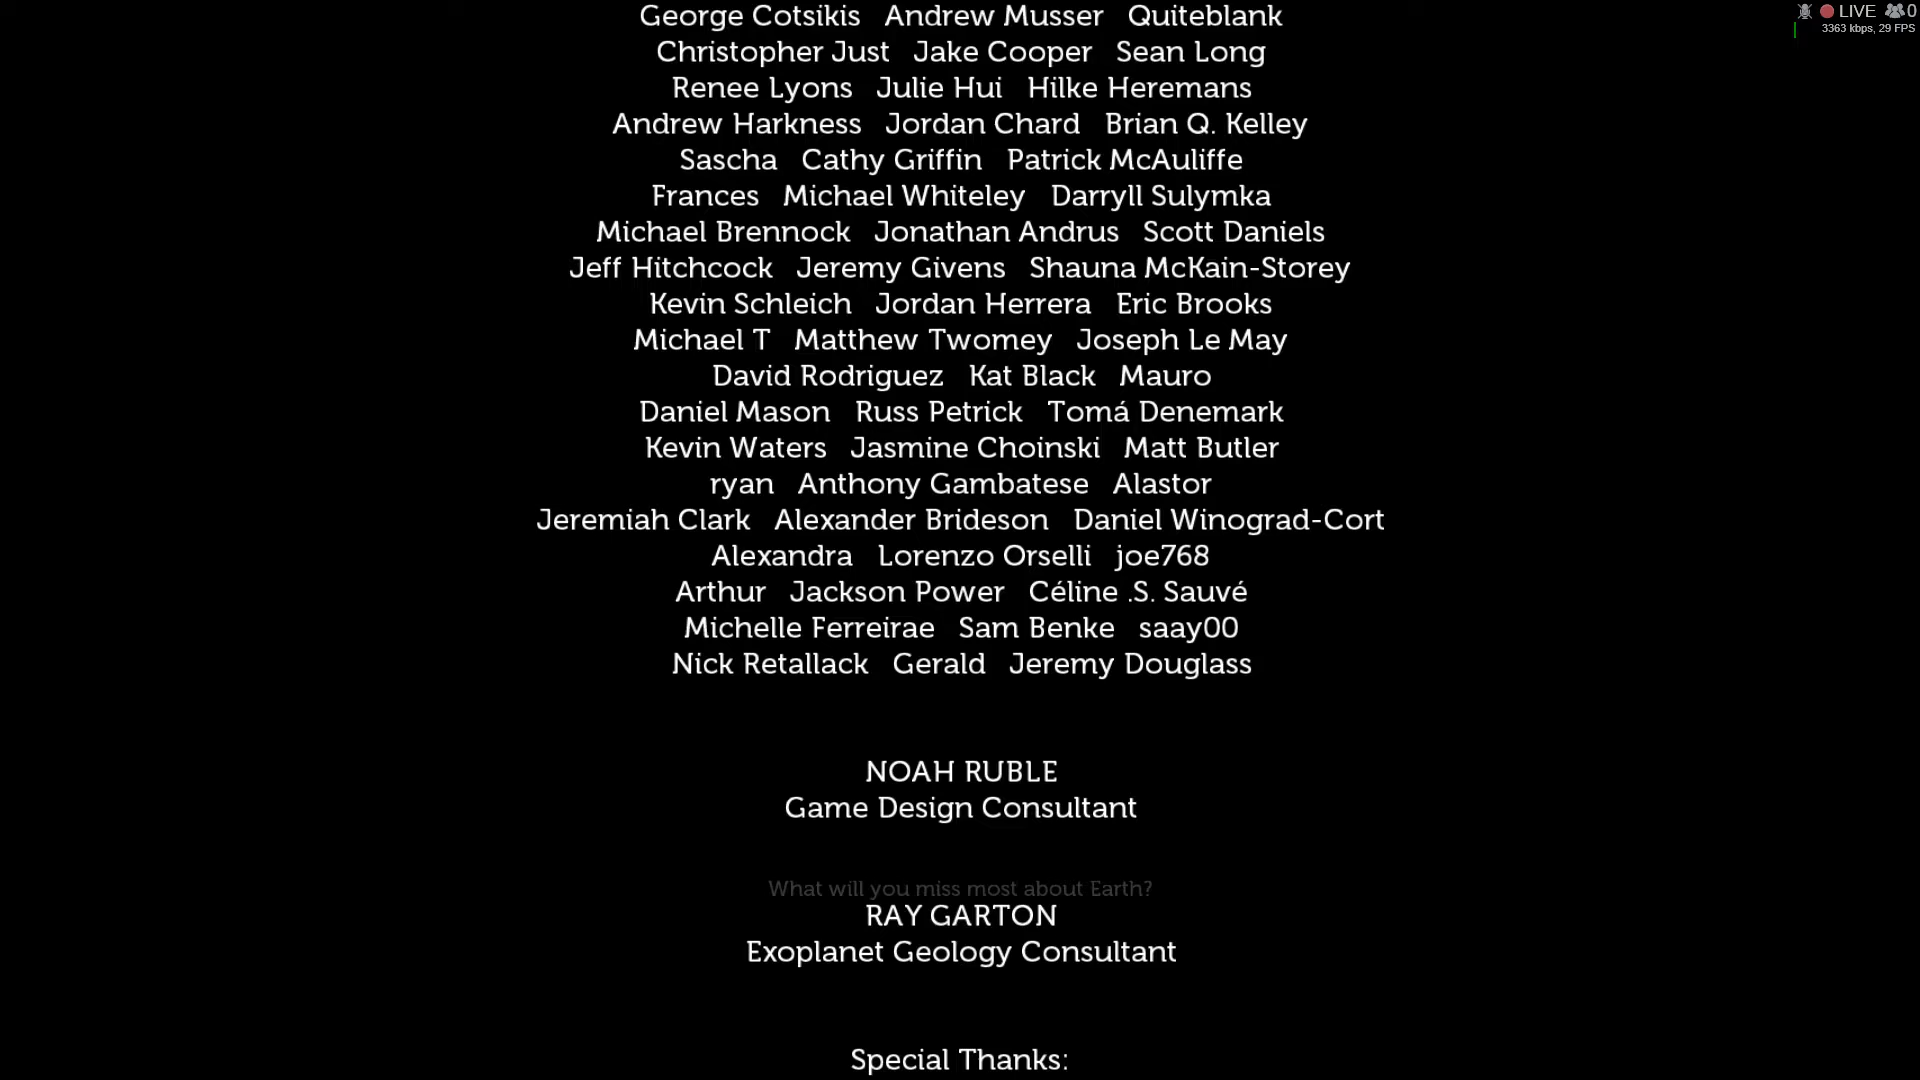 George Cotsikis Andrew Musser Quiteblank
Christopher Just Jake Cooper Sean Long
Renee Lyons Julie Hui Hilke Heremans
Andrew Harkness Jordan Chard Brian Q. Kelley
Sascha Cathy Griffin Patrick McAuliffe
Frances Michael Whiteley Darryll Sulymka
Michael Brennock Jonathan Andrus Scott Daniels
Jeff Hitchcock Jeremy Givens Shauna McKain-Storey
Kevin Schleich Jordan Herrera Eric Brooks
Michael T Matthew Twomey Joseph Le May
David Rodriguez Kat Black Mauro
Daniel Mason Russ Petrick Tomá Denemark
Kevin Waters Jasmine Choinski Matt Butler
ryan Anthony Gambatese Alastor
Jeremiah Clark Alexander Brideson Daniel Winograd-Cort
Alexandra Lorenzo Orselli joe768
Arthur Jackson Power Céline .S. Sauvé
Michelle Ferreirae Sam Benke saay00
Nick Retallack Gerald Jeremy Douglass
NOAH RUBLE
Game Design Consultant
What will you miss most about Earth?
RAY GARTON
Exoplanet Geology Consultant
Special Thanks:
LIVE 0
3363 kbps, 29 FPS